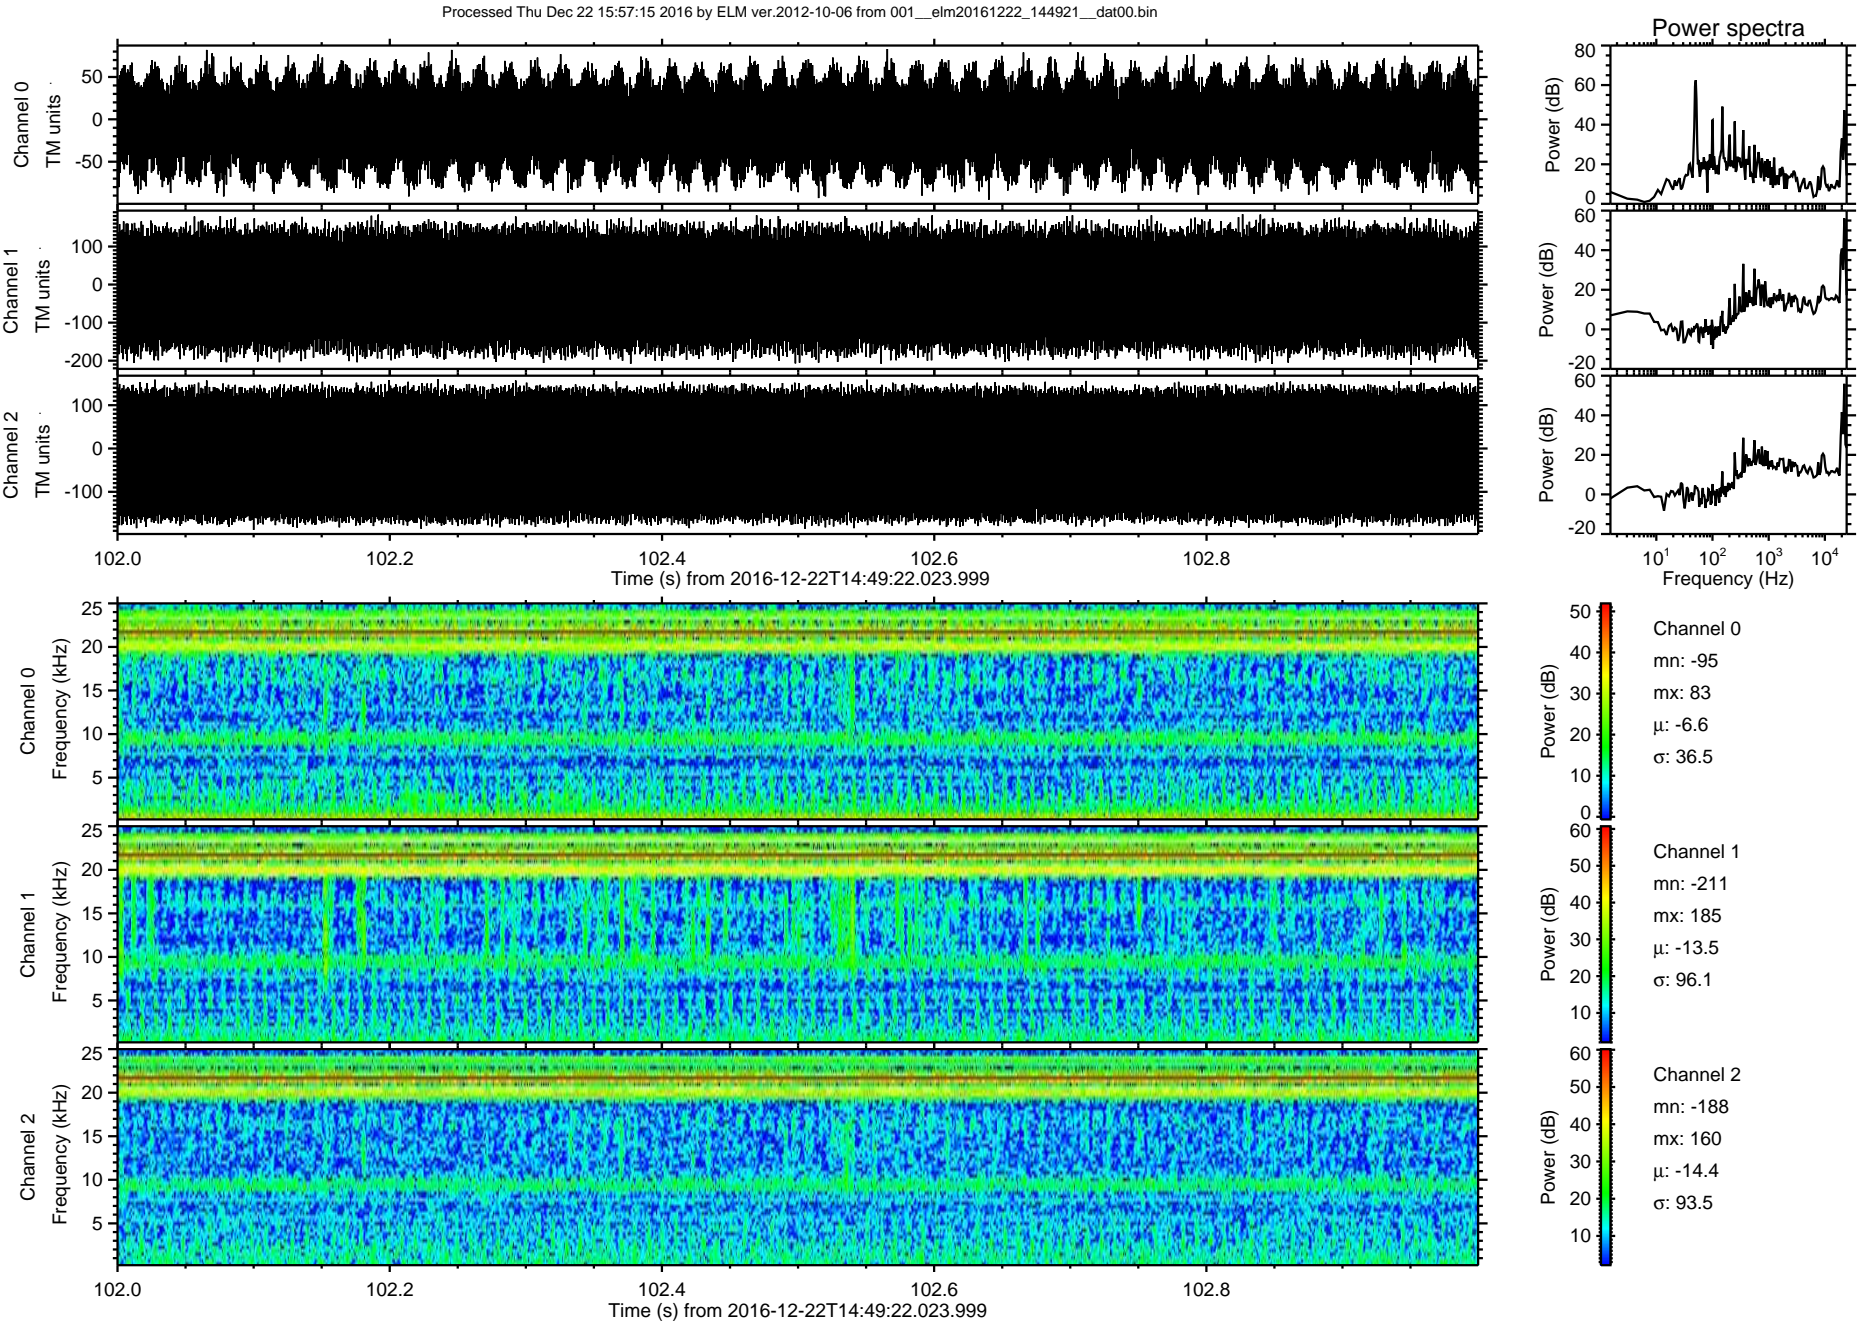 Processed Thu Dec 22 15:57:15 2016 by ELM ver.2012-10-06 from 001__elm20161222_144921__dat00.bin
Power spectra
Channel 0
TM units
50
0
-50
Power (dB)
80
60
40
20
0
Channel 1
TM units
100
0
-100
-200
Power (dB)
60
40
20
0
-20
Channel 2
TM units
100
0
-100
Power (dB)
60
40
20
0
-20
102.0 102.2 102.4 102.6 102.8
Time (s) from 2016-12-22T14:49:22.023.999
10^1 10^2 10^3 10^4
Frequency (Hz)
Channel 0
Frequency (kHz)
25
20
15
10
5
Power (dB)
50
40
30
20
10
0
Channel 0
mn: -95
mx: 83
μ: -6.6
σ: 36.5
Channel 1
Frequency (kHz)
25
20
15
10
5
Power (dB)
60
50
40
30
20
10
Channel 1
mn: -211
mx: 185
μ: -13.5
σ: 96.1
Channel 2
Frequency (kHz)
25
20
15
10
5
Power (dB)
60
50
40
30
20
10
Channel 2
mn: -188
mx: 160
μ: -14.4
σ: 93.5
102.0 102.2 102.4 102.6 102.8
Time (s) from 2016-12-22T14:49:22.023.999